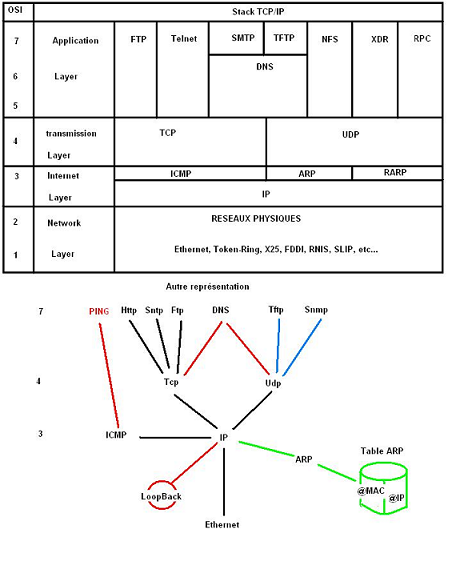 OSI Stack TCP/IP
7 Application FTP Telnet SMTP TFTP NFS XDR RPC
DNS
6 Layer
5
4 transmission TCP UDP
Layer
3 Internet ICMP ARP RARP
Layer IP
2 Network RESEAUX PHYSIQUES
1 Layer Ethernet, Token-Ring, X25, FDDI, RNIS, SLIP, etc...
Autre représentation
7 PING Http Sntp Ftp DNS Tftp Snmp
4 Tcp Udp
3 ICMP IP
ARP Table ARP
LoopBack @MAC @IP
Ethernet